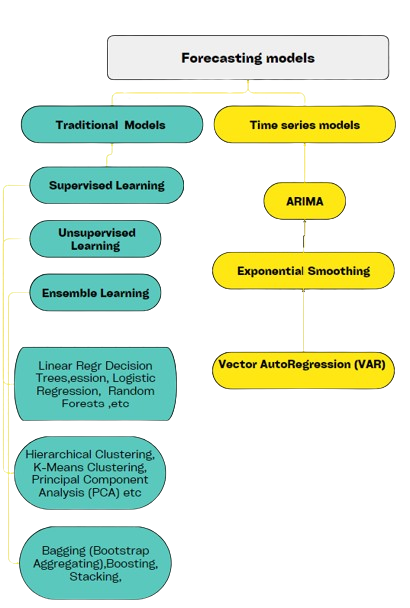 Forecasting models
Traditional Models
Time series models
Supervised Learning
ARIMA
Unsupervised
Learning
Exponential Smoothing
Ensemble Learning
Vector AutoRegression (VAR)
Linear Regr Decision
Trees,ession, Logistic
Regression, Random
Forests ,etc
Hierarchical Clustering,
K-Means Clustering,
Principal Component
Analysis (PCA) etc
Bagging (Bootstrap
Aggregating),Boosting,
Stacking,